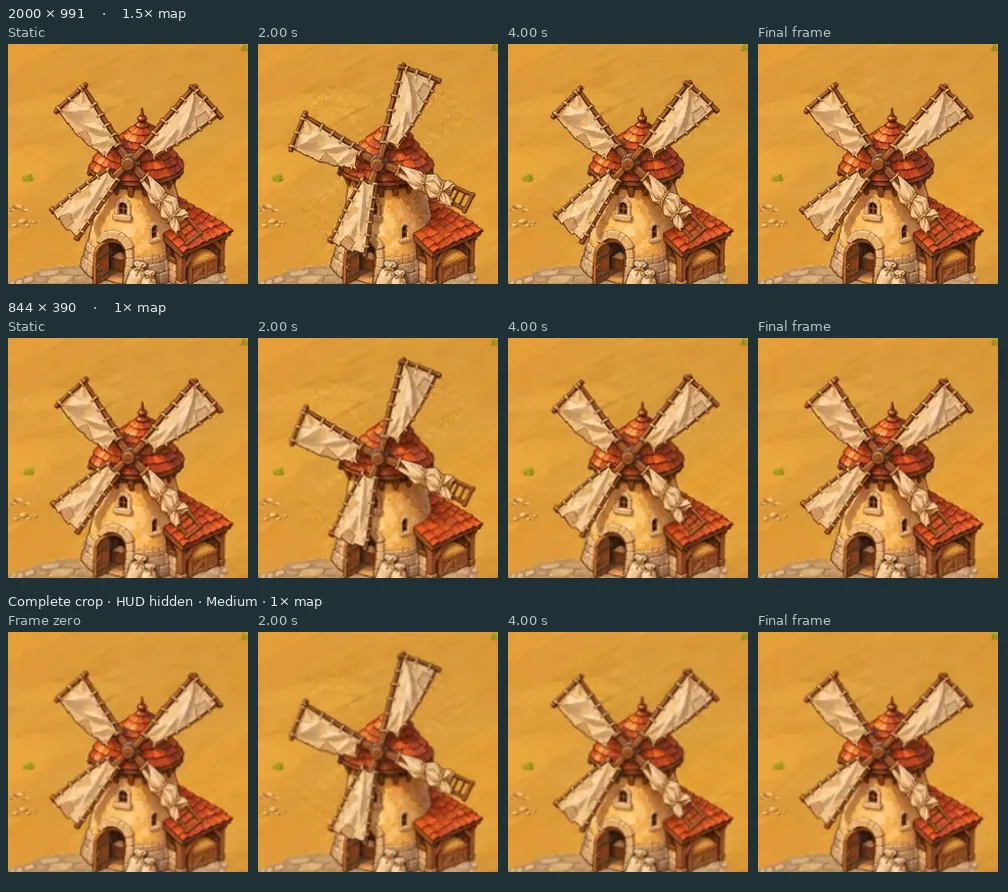 2000 × 991 · 1.5× map
Static 2.00 s 4.00 s Final frame
844 × 390 · 1× map
Static 2.00 s 4.00 s Final frame
Complete crop · HUD hidden · Medium · 1× map
Frame zero 2.00 s 4.00 s Final frame